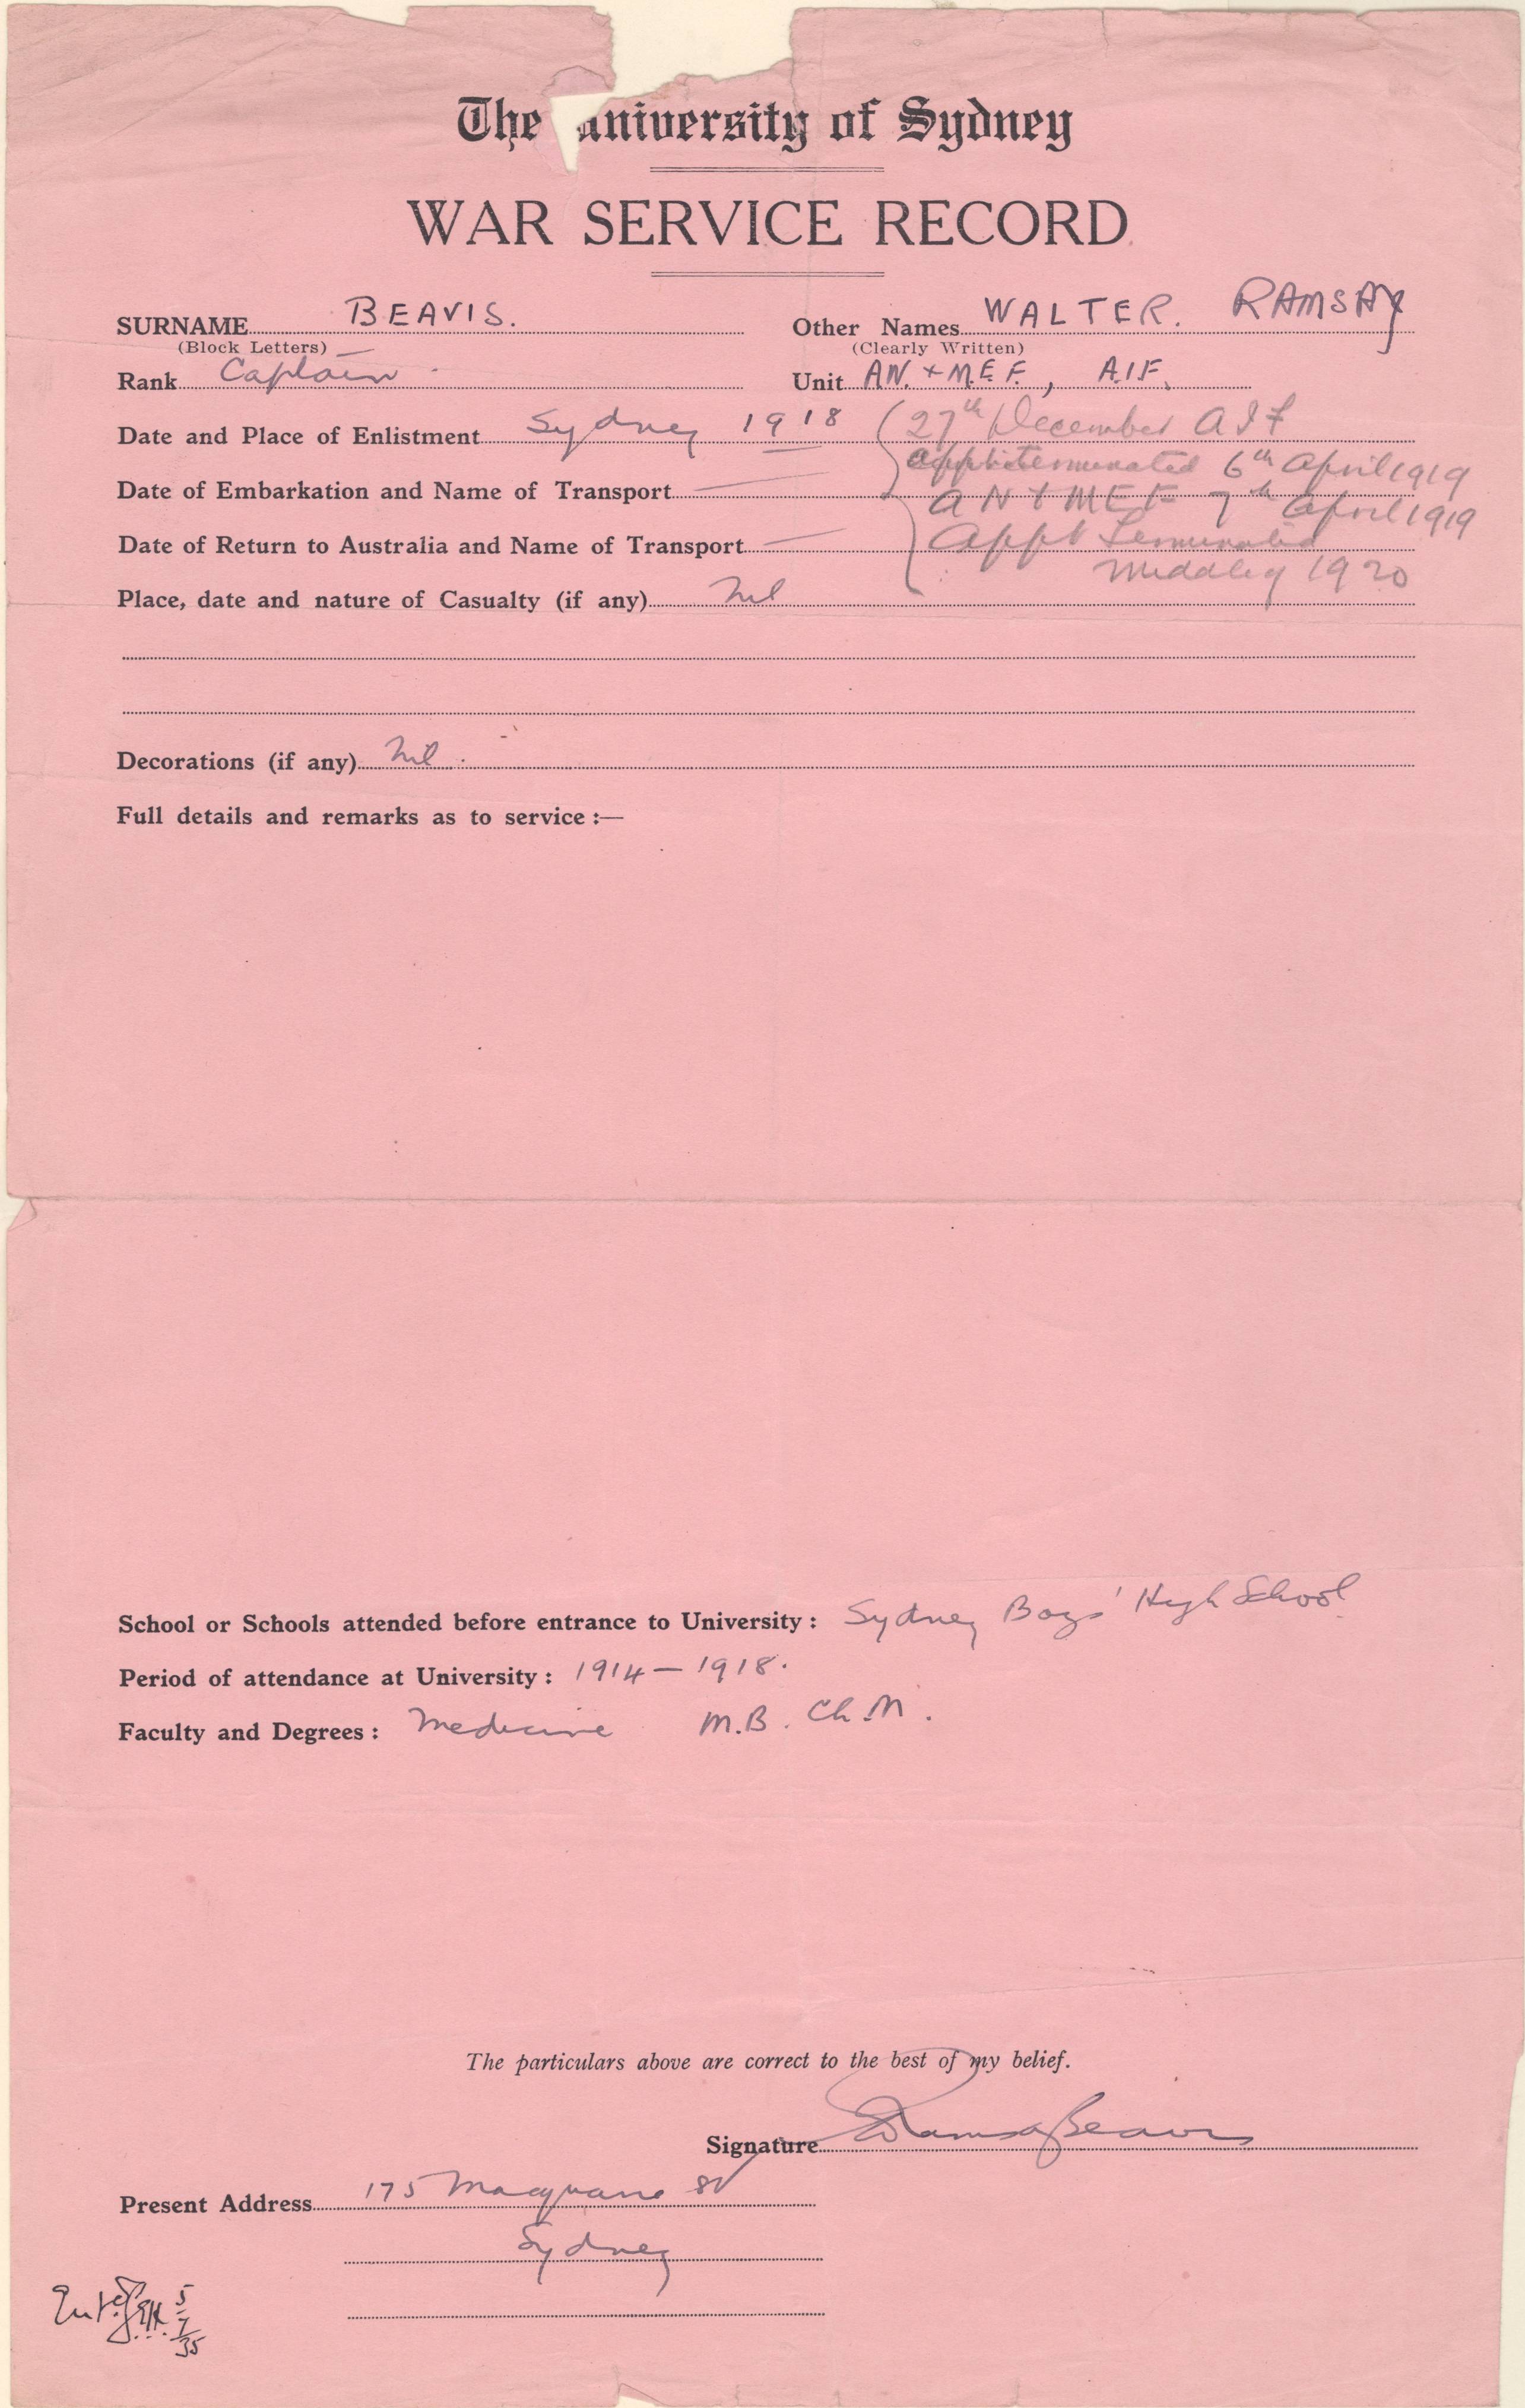 The University of Sydney
WAR SERVICE RECORD
SURNAME BEAVIS. Other Names WALTER. RAMSAY
(Block Letters) (Clearly Written)
Rank Captain Unit A.N. + M.E.F., A.I.F.
Date and Place of Enlistment Sydney 1918 (27th December A I F
appt terminated 6th April 1919
Date of Embarkation and Name of Transport — A N + M E F 7th April 1919
Date of Return to Australia and Name of Transport — Appt Terminated
1920
Place, date and nature of Casualty (if any) Nil
Decorations (if any) Nil.
Full details and remarks as to service :—
School or Schools attended before entrance to University : Sydney Boys' High School
Period of attendance at University : 1914 – 1918.
Faculty and Degrees : Medicine M.B. Ch.M.
The particulars above are correct to the best of my belief.
Signature W Ramsay Beavis
Present Address 175 Macquarie St
Sydney
5/7/35